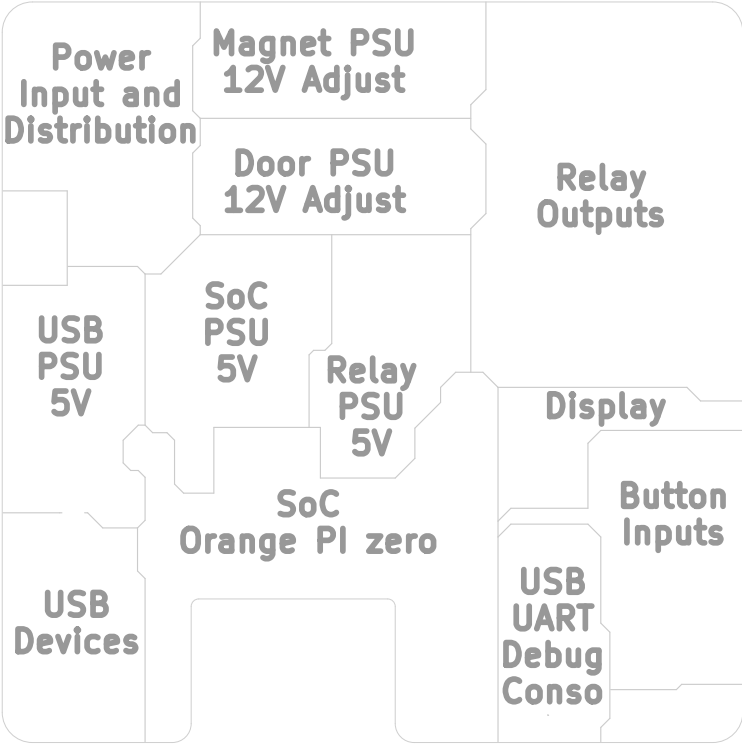 Power
Input and
Distribution
Magnet PSU
12V Adjust
Door PSU
12V Adjust
Relay
Outputs
USB
PSU
5V
SoC
PSU
5V
Relay
PSU
5V
Display
SoC
Orange PI zero
Button
Inputs
USB
Devices
USB
UART
Debug
Conso